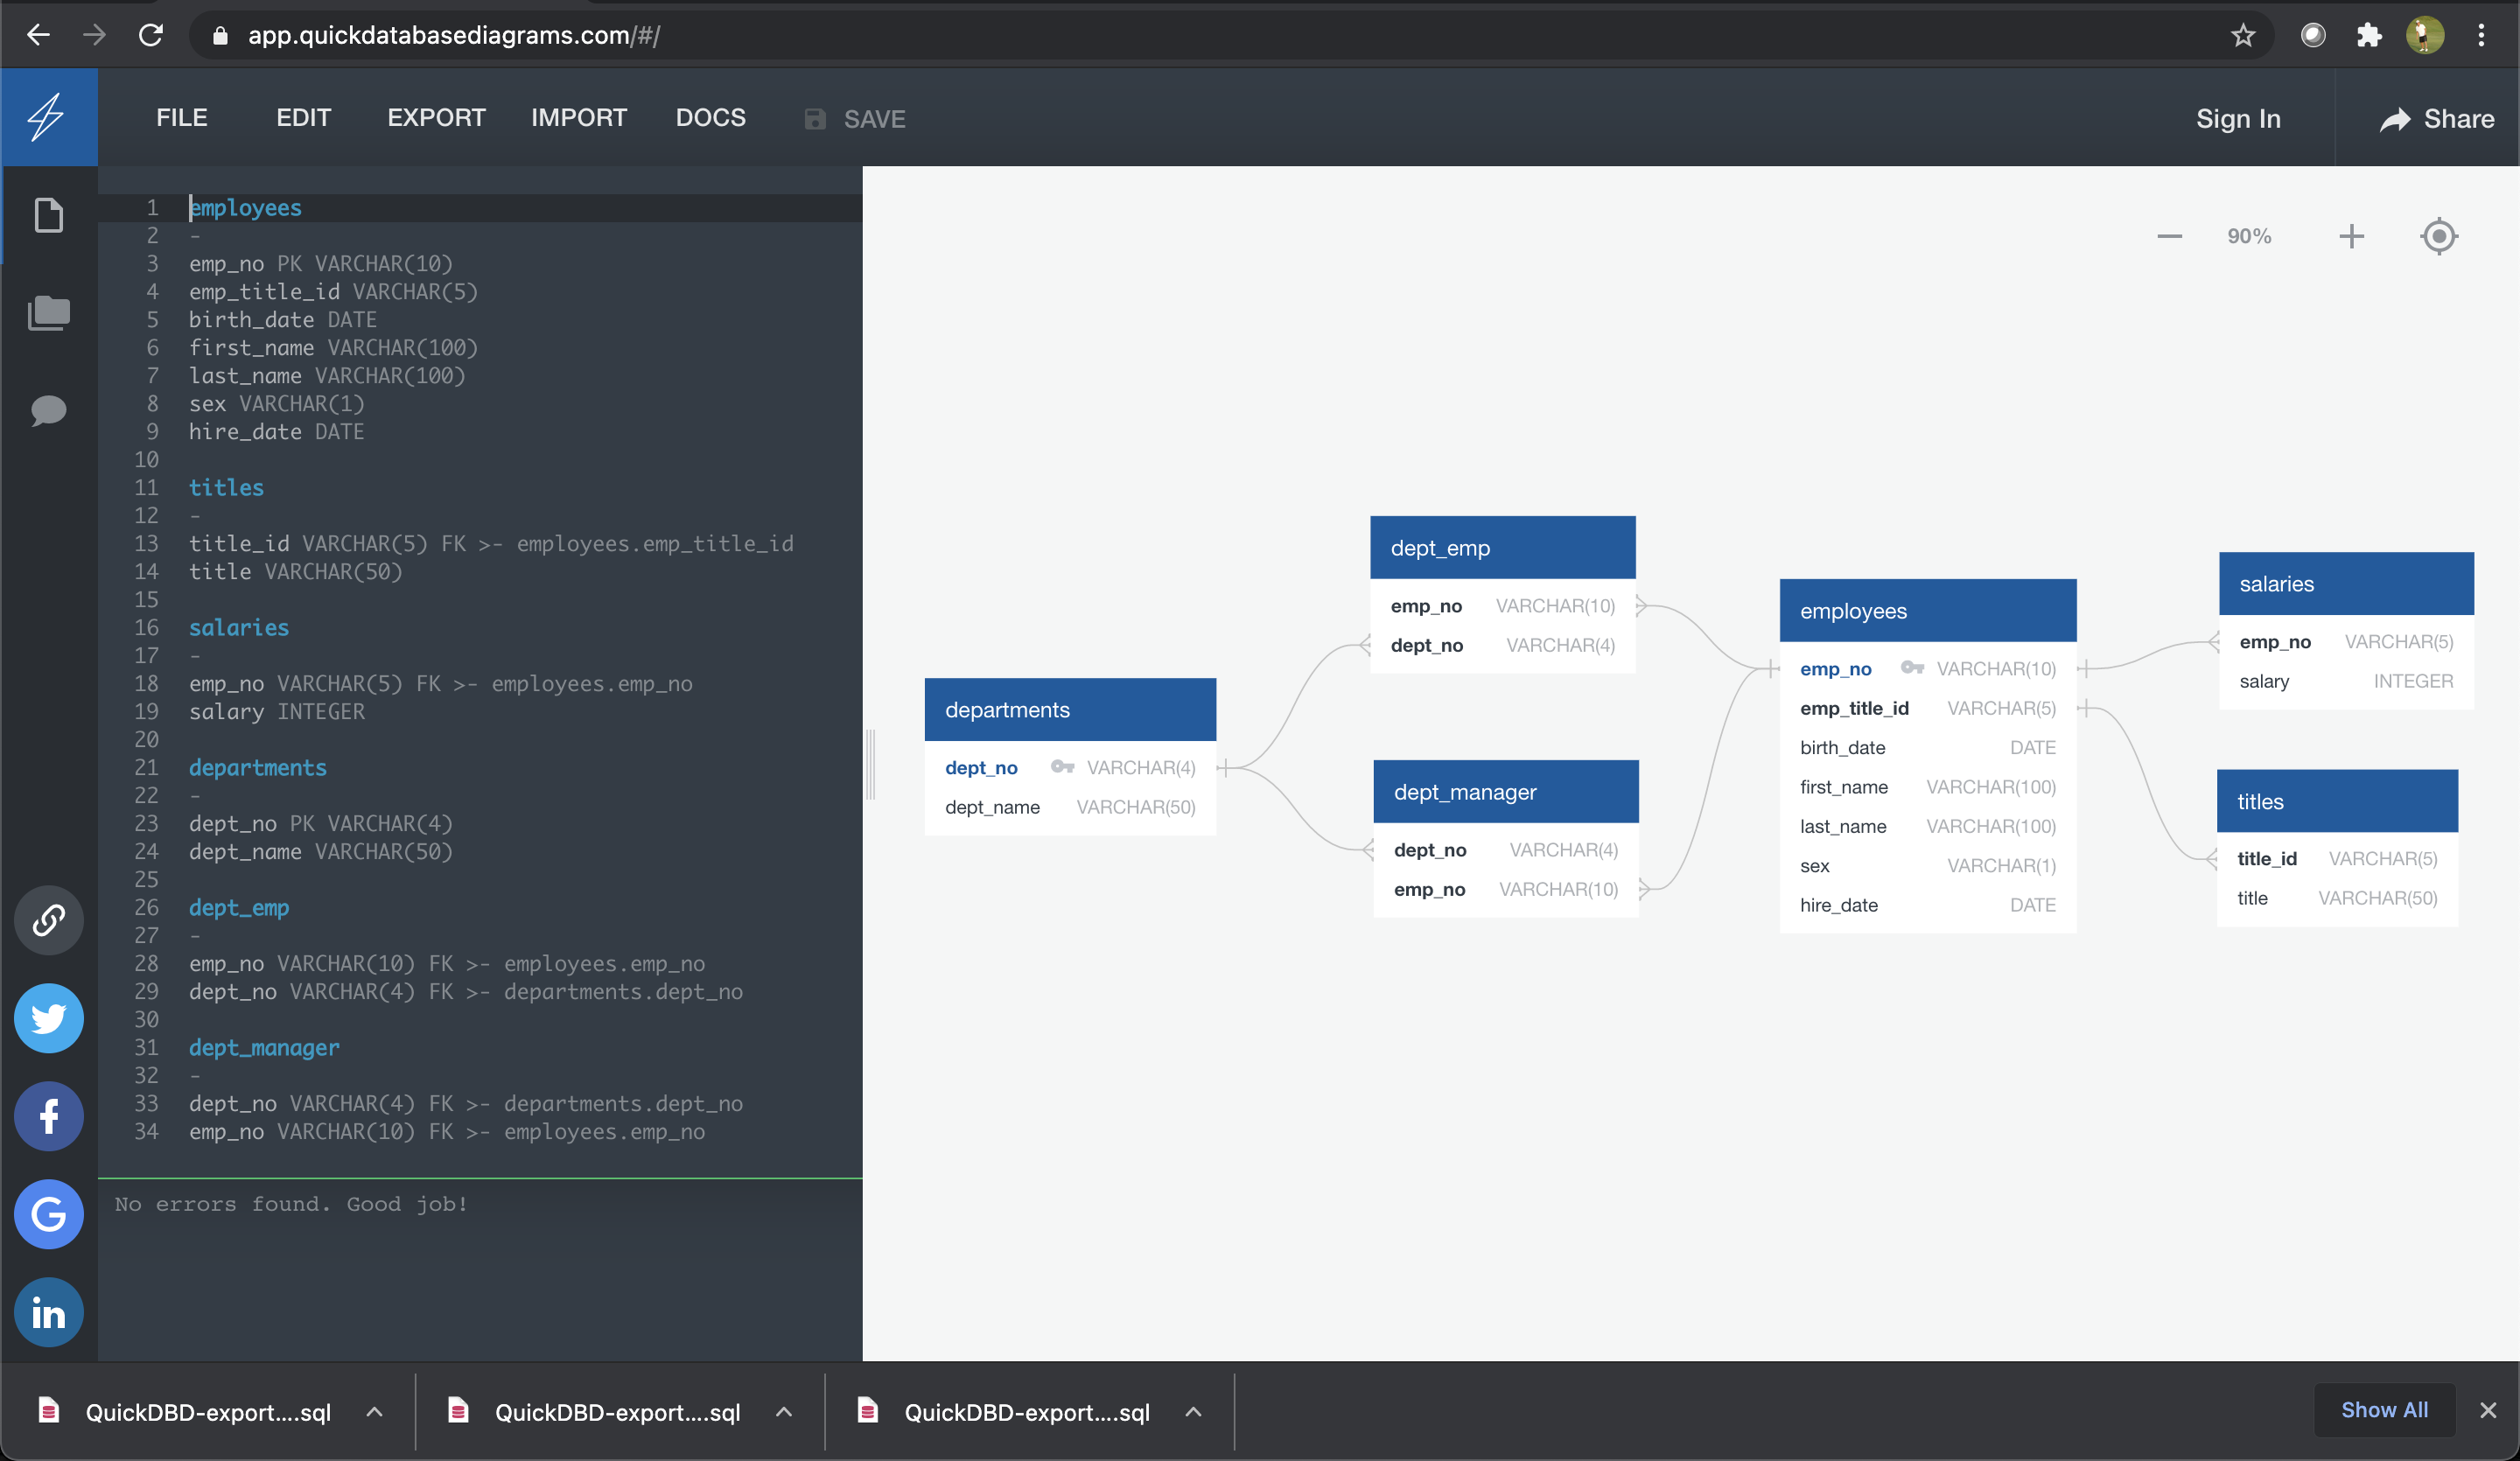 app.quickdatabasediagrams.com/#/
FILE EDIT EXPORT IMPORT DOCS SAVE Sign In Share
1 employees
2 -
3 emp_no PK VARCHAR(10)
4 emp_title_id VARCHAR(5)
5 birth_date DATE
6 first_name VARCHAR(100)
7 last_name VARCHAR(100)
8 sex VARCHAR(1)
9 hire_date DATE
10
11 titles
12 -
13 title_id VARCHAR(5) FK >- employees.emp_title_id
14 title VARCHAR(50)
15
16 salaries
17 -
18 emp_no VARCHAR(5) FK >- employees.emp_no
19 salary INTEGER
20
21 departments
22 -
23 dept_no PK VARCHAR(4)
24 dept_name VARCHAR(50)
25
26 dept_emp
27 -
28 emp_no VARCHAR(10) FK >- employees.emp_no
29 dept_no VARCHAR(4) FK >- departments.dept_no
30
31 dept_manager
32 -
33 dept_no VARCHAR(4) FK >- departments.dept_no
34 emp_no VARCHAR(10) FK >- employees.emp_no
No errors found. Good job!
90%
departments
dept_no VARCHAR(4)
dept_name VARCHAR(50)
dept_emp
emp_no VARCHAR(10)
dept_no VARCHAR(4)
dept_manager
dept_no VARCHAR(4)
emp_no VARCHAR(10)
employees
emp_no VARCHAR(10)
emp_title_id VARCHAR(5)
birth_date DATE
first_name VARCHAR(100)
last_name VARCHAR(100)
sex VARCHAR(1)
hire_date DATE
salaries
emp_no VARCHAR(5)
salary INTEGER
titles
title_id VARCHAR(5)
title VARCHAR(50)
QuickDBD-export....sql QuickDBD-export....sql QuickDBD-export....sql Show All